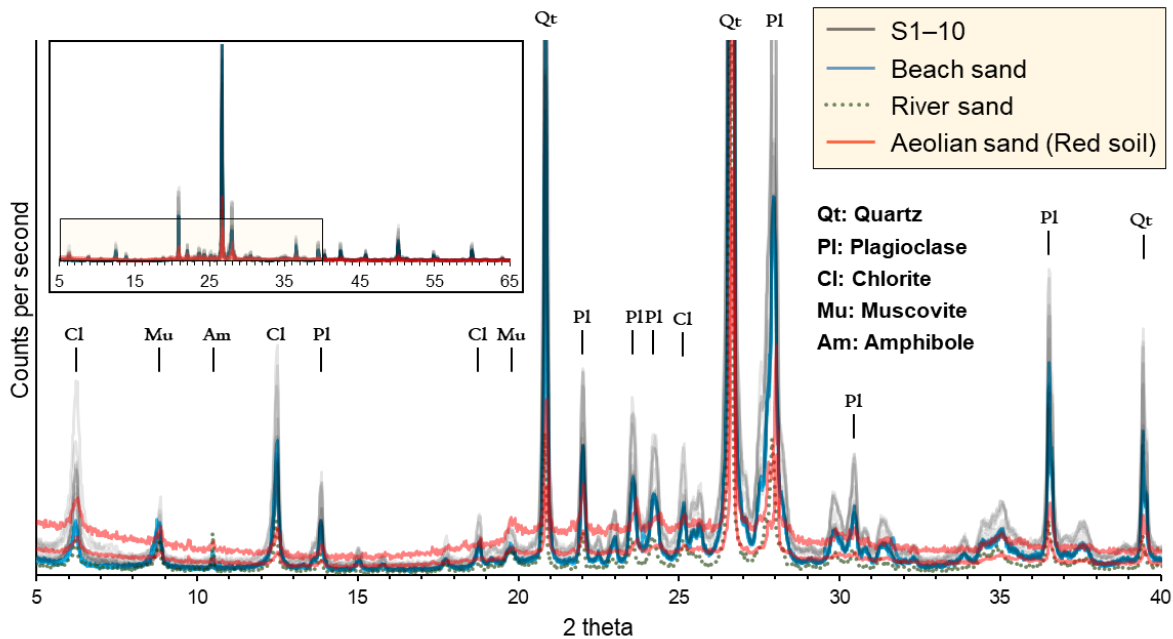 Qt
Qt
Pl
S1–10
Beach sand
River sand
Aeolian sand (Red soil)
5 15 25 35 45 55 65
Qt: Quartz
Pl: Plagioclase
Cl: Chlorite
Mu: Muscovite
Am: Amphibole
Pl
Qt
Cl
Mu
Am
Cl
Pl
Cl
Mu
Pl
Pl
Pl
Cl
Pl
Counts per second
5 10 15 20 25 30 35 40
2 theta